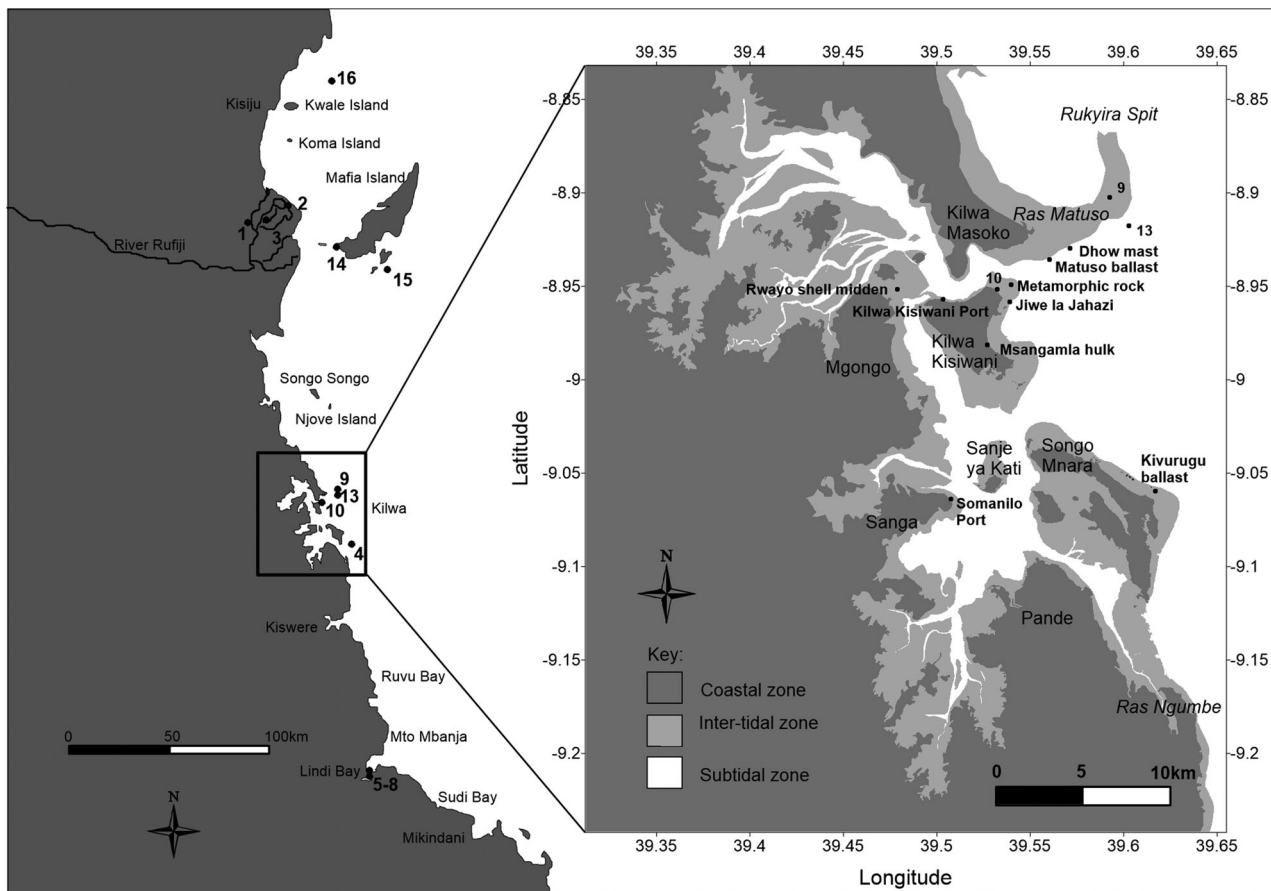 16
Kisiju
Kwale Island
Koma Island
Mafia Island
2
1
3
River Rufiji
14
15
Songo Songo
Njove Island
9
13
10
Kilwa
4
Kiswere
Ruvu Bay
0 50 100km
Mto Mbanja
Lindi Bay
5-8
N
Sudi Bay
Mikindani
39.35 39.4 39.45 39.5 39.55 39.6 39.65
-8.85
-8.9
-8.95
-9
-9.05
-9.1
-9.15
-9.2
Latitude
Rukyira Spit
9
Kilwa
Masoko
Ras Matuso
13
Dhow mast
Matuso ballast
10
Metamorphic rock
Rwayo shell midden
Kilwa Kisiwani Port
Jiwe la Jahazi
Kilwa
Kisiwani
Msangamla hulk
Mgongo
Sanje
ya Kati
Songo
Mnara
Kivurugu
ballast
Somanilo
Port
Sanga
N
Pande
Key:
Coastal zone
Inter-tidal zone
Subtidal zone
Ras Ngumbe
0 5 10km
39.35 39.4 39.45 39.5 39.55 39.6 39.65
Longitude